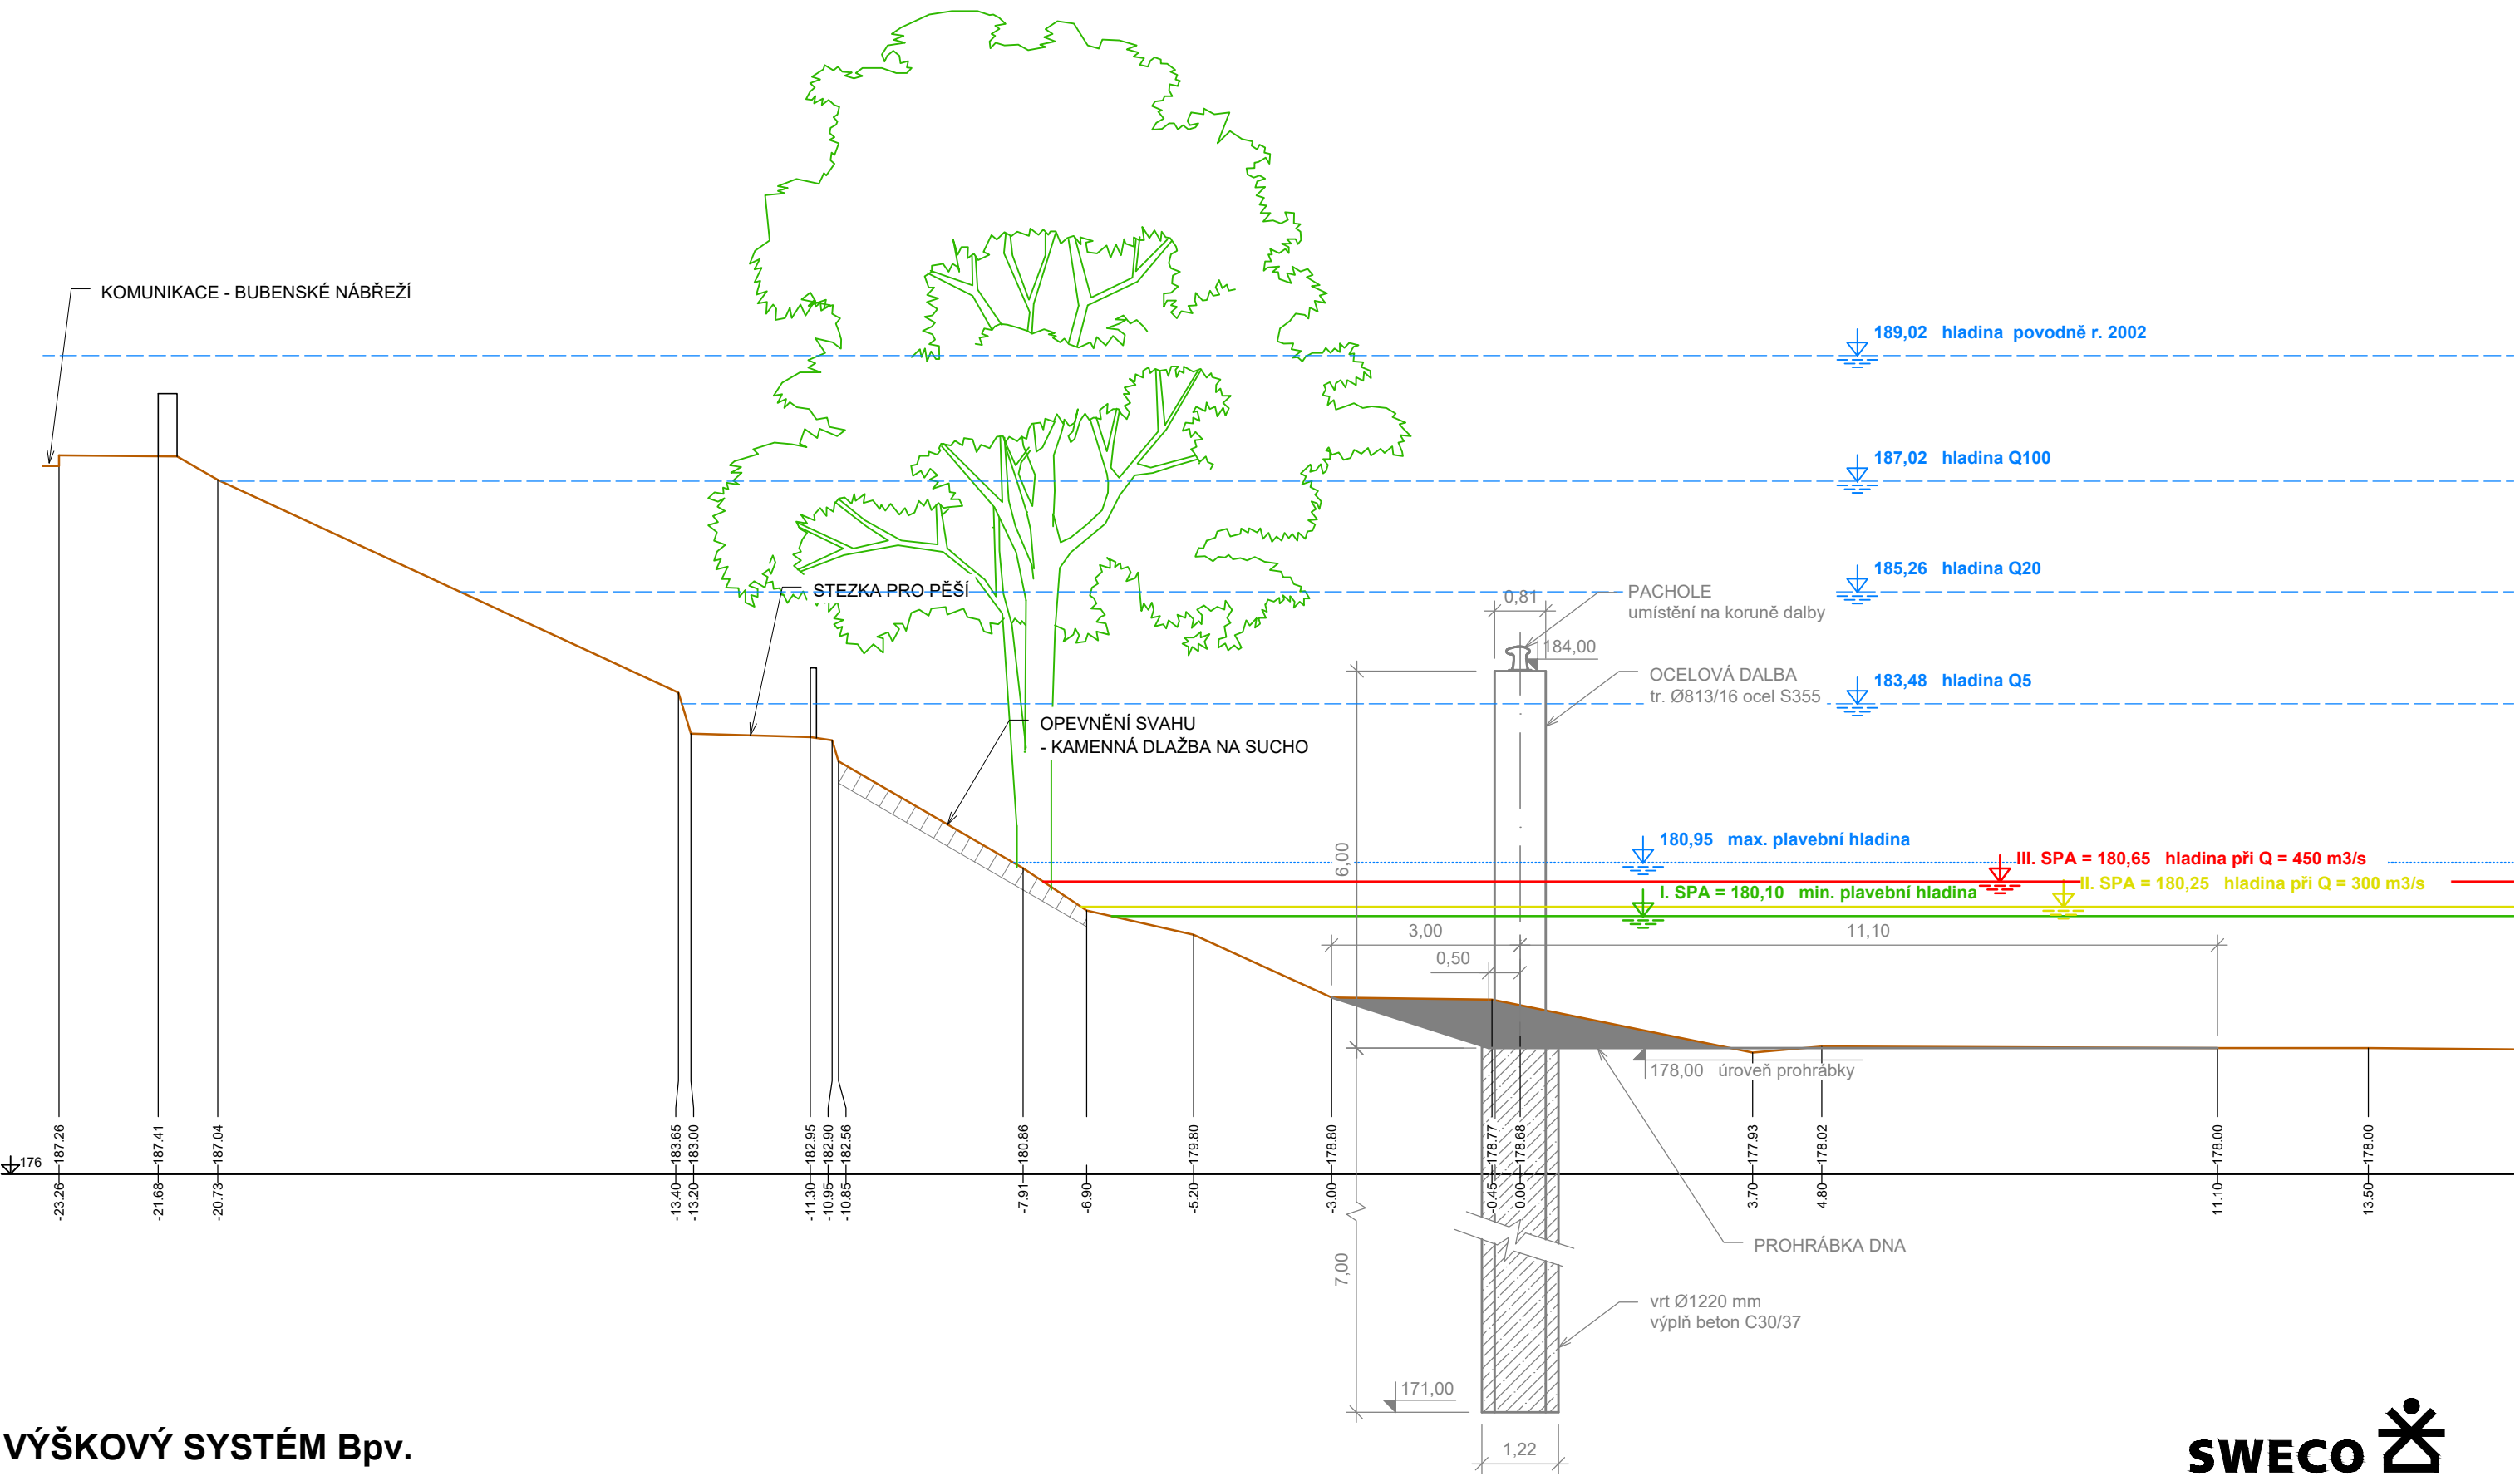 KOMUNIKACE - BUBENSKÉ NÁBŘEŽÍ
189,02 hladina povodně r. 2002
187,02 hladina Q100
185,26 hladina Q20
STEZKA PRO PĚŠÍ
0,81
PACHOLE
umístění na koruně dalby
184,00
OCELOVÁ DALBA
tr. Ø813/16 ocel S355
183,48 hladina Q5
OPEVNĚNÍ SVAHU
- KAMENNÁ DLAŽBA NA SUCHO
6,00
180,95 max. plavební hladina
III. SPA = 180,65 hladina při Q = 450 m3/s
II. SPA = 180,25 hladina při Q = 300 m3/s
I. SPA = 180,10 min. plavební hladina
3,00
11,10
0,50
178,00 úroveň prohrábky
176
187.26
187.41
187.04
183.65
183.00
182.95
182.90
182.56
180.86
179.80
178.80
178.77
178.68
177.93
178.02
178.00
178.00
-23.26
-21.68
-20.73
-13.40
-13.20
-11.30
-10.95
-10.85
-7.91
-6.90
-5.20
-3.00
-0.45
0.00
3.70
4.80
11.10
13.50
PROHRÁBKA DNA
7,00
vrt Ø1220 mm
výplň beton C30/37
171,00
1,22
VÝŠKOVÝ SYSTÉM Bpv.
SWECO